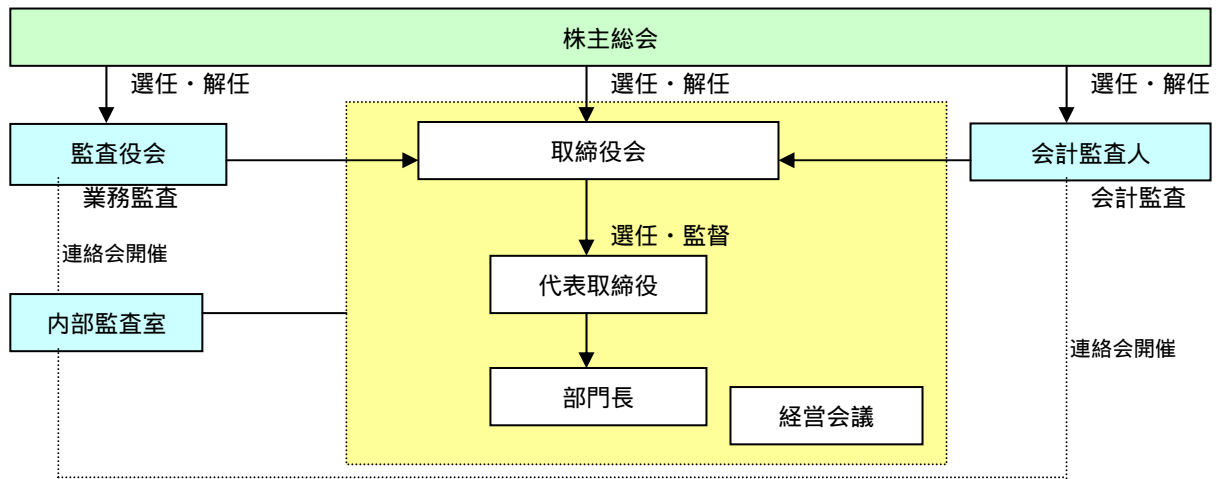 株主総会
選任・解任
選任・解任
選任・解任
監査役会
取締役会
会計監査人
業務監査
会計監査
選任・監督
連絡会開催
代表取締役
内部監査室
連絡会開催
部門長
経営会議